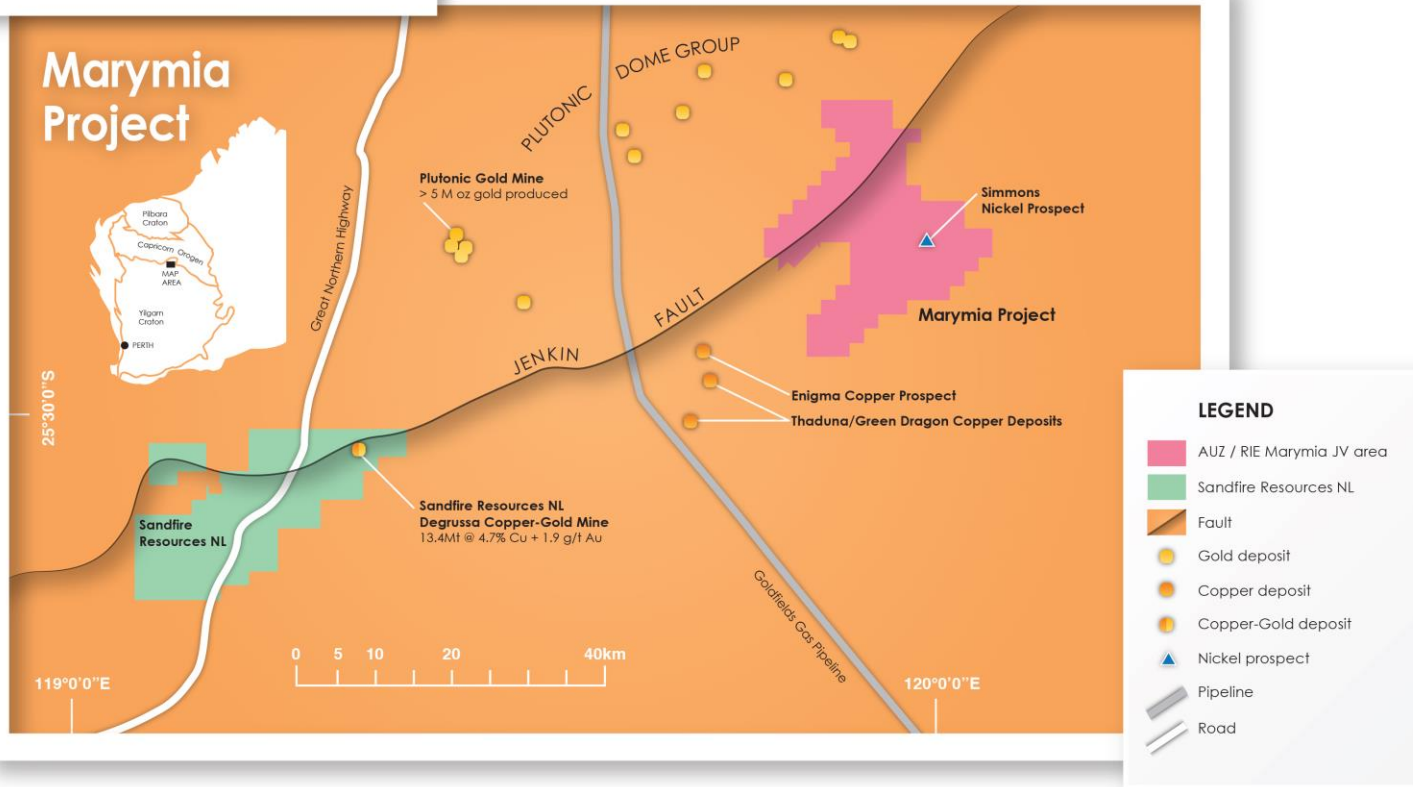 Marymia
Project
Pilbara
Craton
Capricorn Orogen
MAP
AREA
Yilgarn
Craton
PERTH
Great Northern Highway
PLUTONIC DOME GROUP
Plutonic Gold Mine
> 5 M oz gold produced
Simmons
Nickel Prospect
Marymia Project
JENKIN FAULT
Enigma Copper Prospect
Thaduna/Green Dragon Copper Deposits
25°30'0"S
Sandfire
Resources NL
Sandfire Resources NL
Degrussa Copper-Gold Mine
13.4Mt @ 4.7% Cu + 1.9 g/t Au
Goldfields Gas Pipeline
0 5 10 20 40km
119°0'0"E
120°0'0"E
LEGEND
AUZ / RIE Marymia JV area
Sandfire Resources NL
Fault
Gold deposit
Copper deposit
Copper-Gold deposit
Nickel prospect
Pipeline
Road